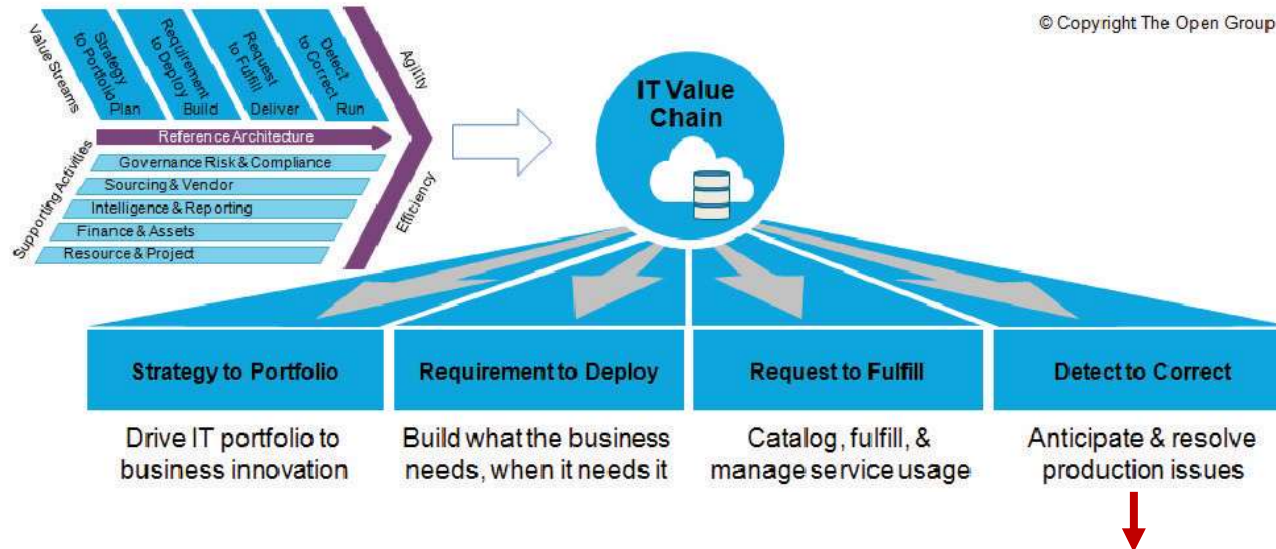 © Copyright The Open Group
Value Streams
Strategy
to Portfolio
Plan
Requirement
to Deploy
Build
Request
to Fulfill
Deliver
Detect
to Correct
Run
Agility
Reference Architecture
Supporting Activities
Governance Risk & Compliance
Sourcing & Vendor
Intelligence & Reporting
Finance & Assets
Resource & Project
Efficiency
IT Value
Chain
Strategy to Portfolio
Requirement to Deploy
Request to Fulfill
Detect to Correct
Drive IT portfolio to
business innovation
Build what the business
needs, when it needs it
Catalog, fulfill, &
manage service usage
Anticipate & resolve
production issues